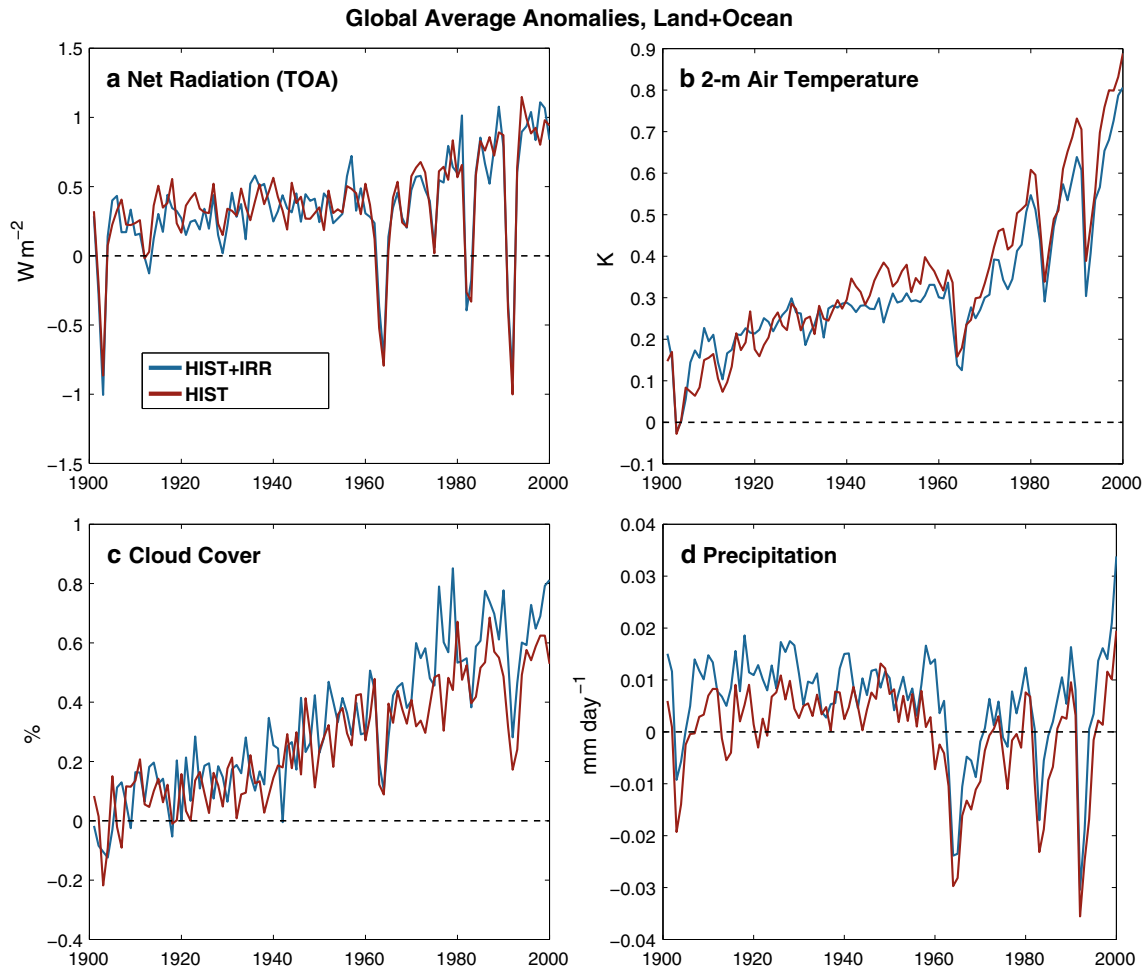 Global Average Anomalies, Land+Ocean
a Net Radiation (TOA)
W m−2
1.5
1
0.5
0
−0.5
−1
−1.5
HIST+IRR
HIST
1900 1920 1940 1960 1980 2000
b 2-m Air Temperature
K
0.9
0.8
0.7
0.6
0.5
0.4
0.3
0.2
0.1
0
−0.1
1900 1920 1940 1960 1980 2000
c Cloud Cover
%
1
0.8
0.6
0.4
0.2
0
−0.2
−0.4
1900 1920 1940 1960 1980 2000
d Precipitation
mm day−1
0.04
0.03
0.02
0.01
0
−0.01
−0.02
−0.03
−0.04
1900 1920 1940 1960 1980 2000